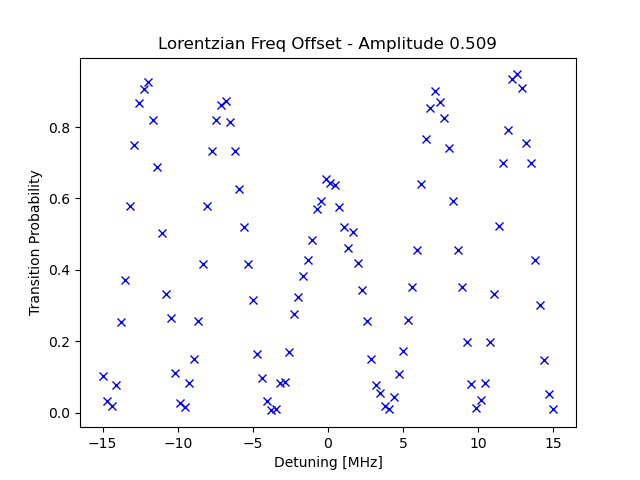 Lorentzian Freq Offset - Amplitude 0.509
Transition Probability
0.8
0.6
0.4
0.2
0.0
−15 −10 −5 0 5 10 15
Detuning [MHz]